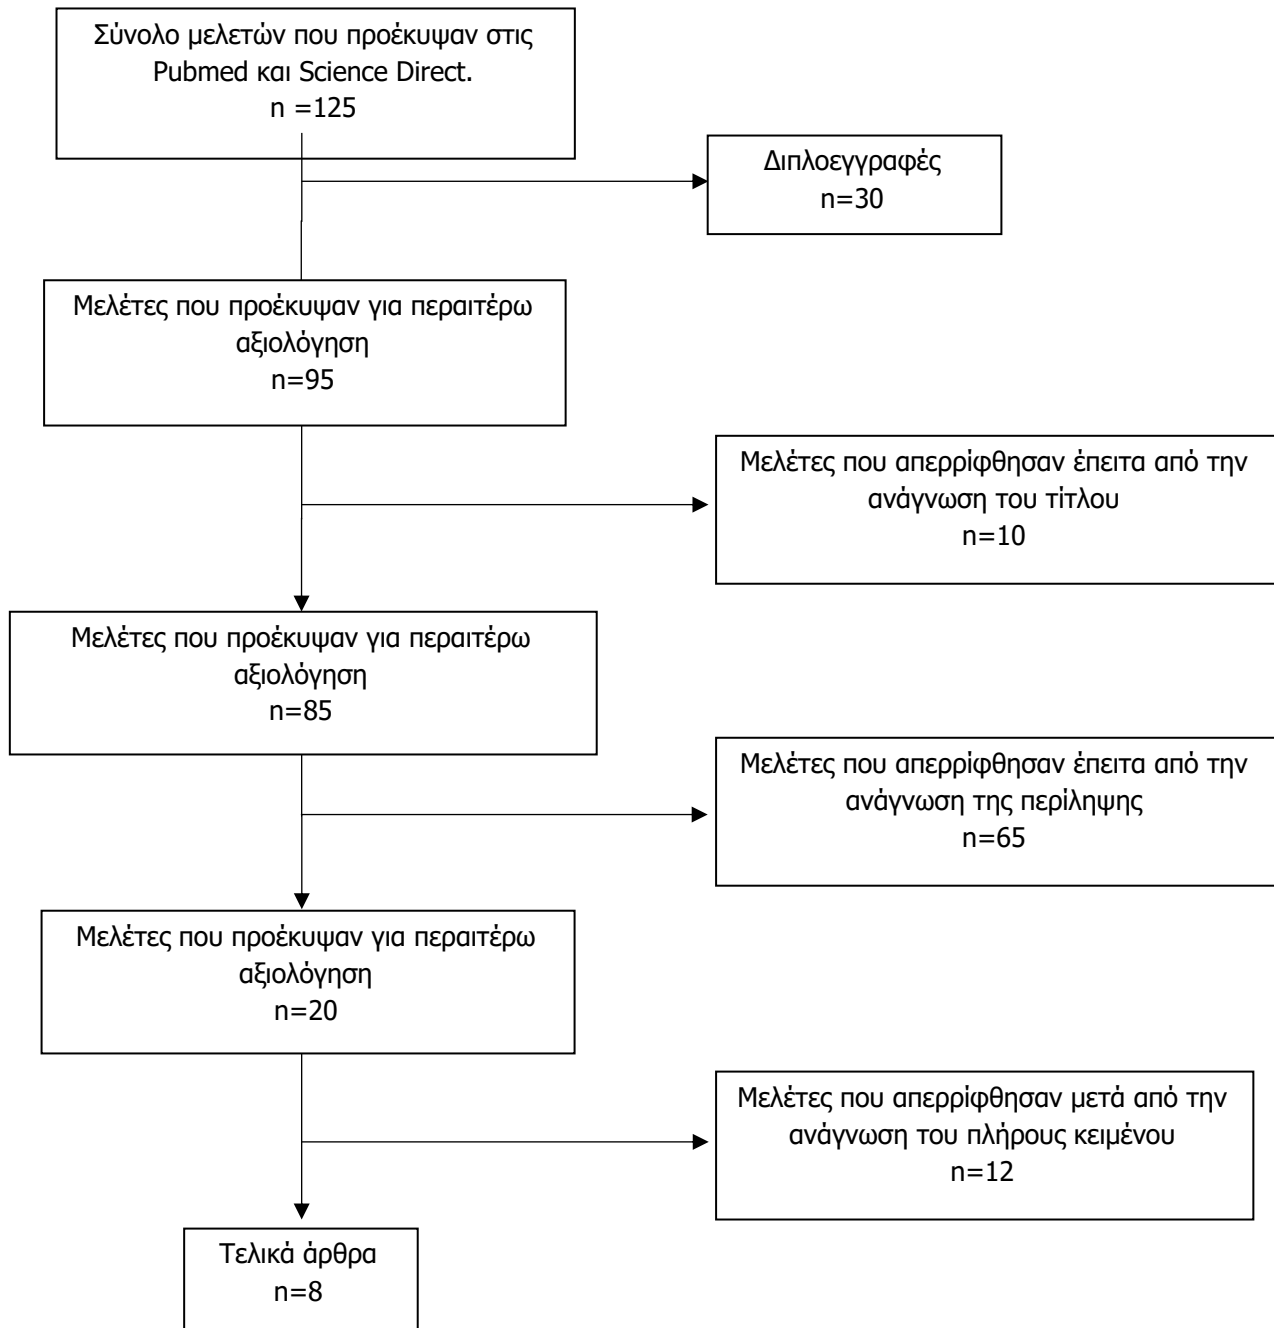 Σύνολο μελετών που προέκυψαν στις
Pubmed και Science Direct.
n =125
Διπλοεγγραφές
n=30
Μελέτες που προέκυψαν για περαιτέρω
αξιολόγηση
n=95
Μελέτες που απερρίφθησαν έπειτα από την
ανάγνωση του τίτλου
n=10
Μελέτες που προέκυψαν για περαιτέρω
αξιολόγηση
n=85
Μελέτες που απερρίφθησαν έπειτα από την
ανάγνωση της περίληψης
n=65
Μελέτες που προέκυψαν για περαιτέρω
αξιολόγηση
n=20
Μελέτες που απερρίφθησαν μετά από την
ανάγνωση του πλήρους κειμένου
n=12
Τελικά άρθρα
n=8